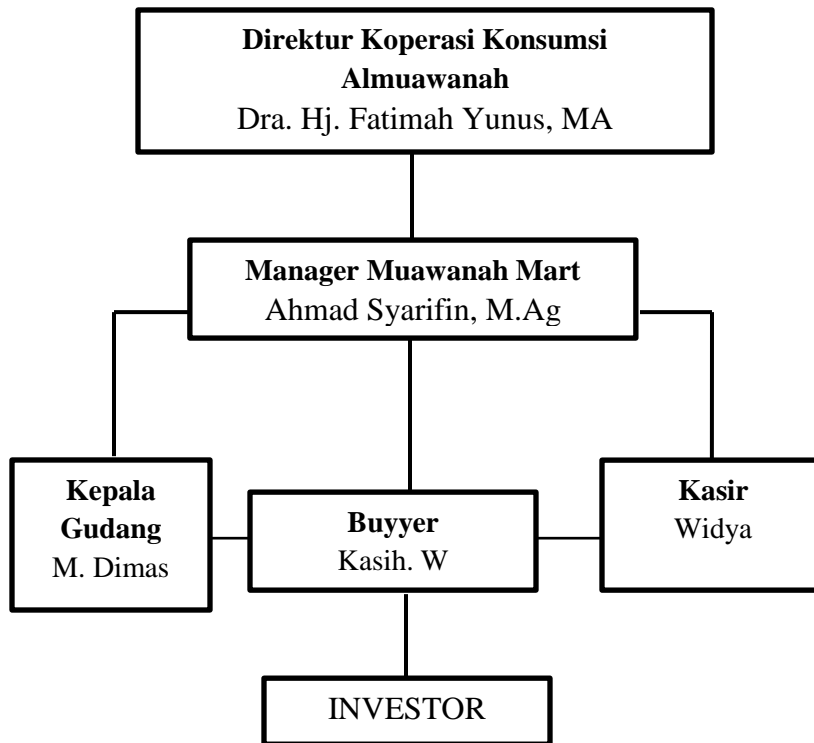 Direktur Koperasi Konsumsi
Almuawanah
Dra. Hj. Fatimah Yunus, MA
Manager Muawanah Mart
Ahmad Syarifin, M.Ag
Kepala
Gudang
M. Dimas
Buyyer
Kasih. W
Kasir
Widya
INVESTOR